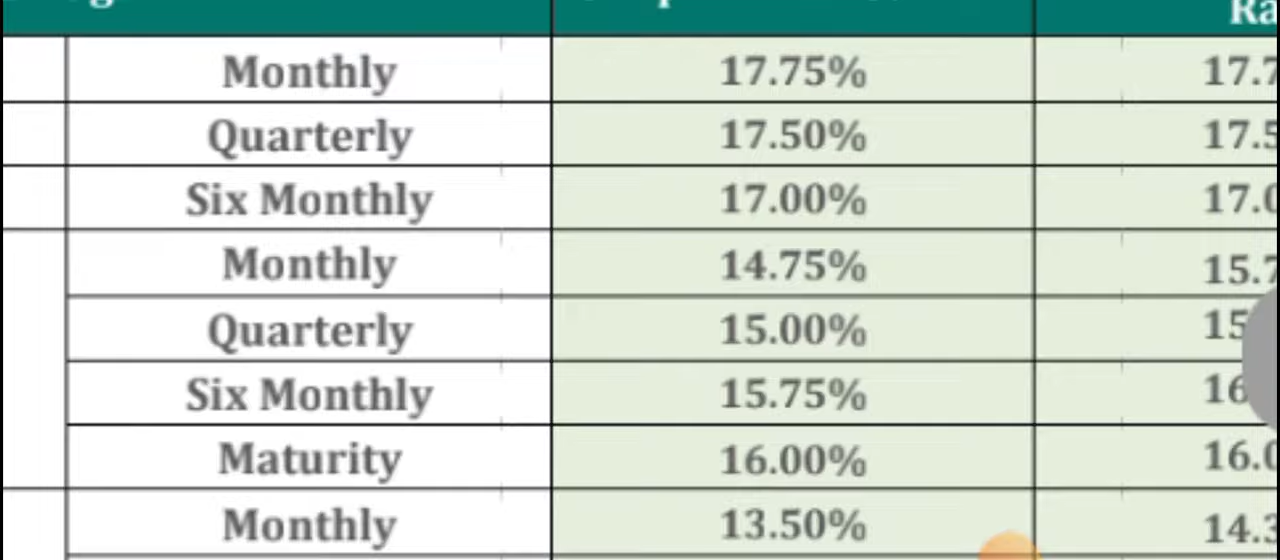 Ra
Monthly 17.75% 17.7
Quarterly 17.50% 17.5
Six Monthly 17.00% 17.0
Monthly 14.75% 15.7
Quarterly 15.00% 15
Six Monthly 15.75% 16
Maturity 16.00% 16.0
Monthly 13.50% 14.3